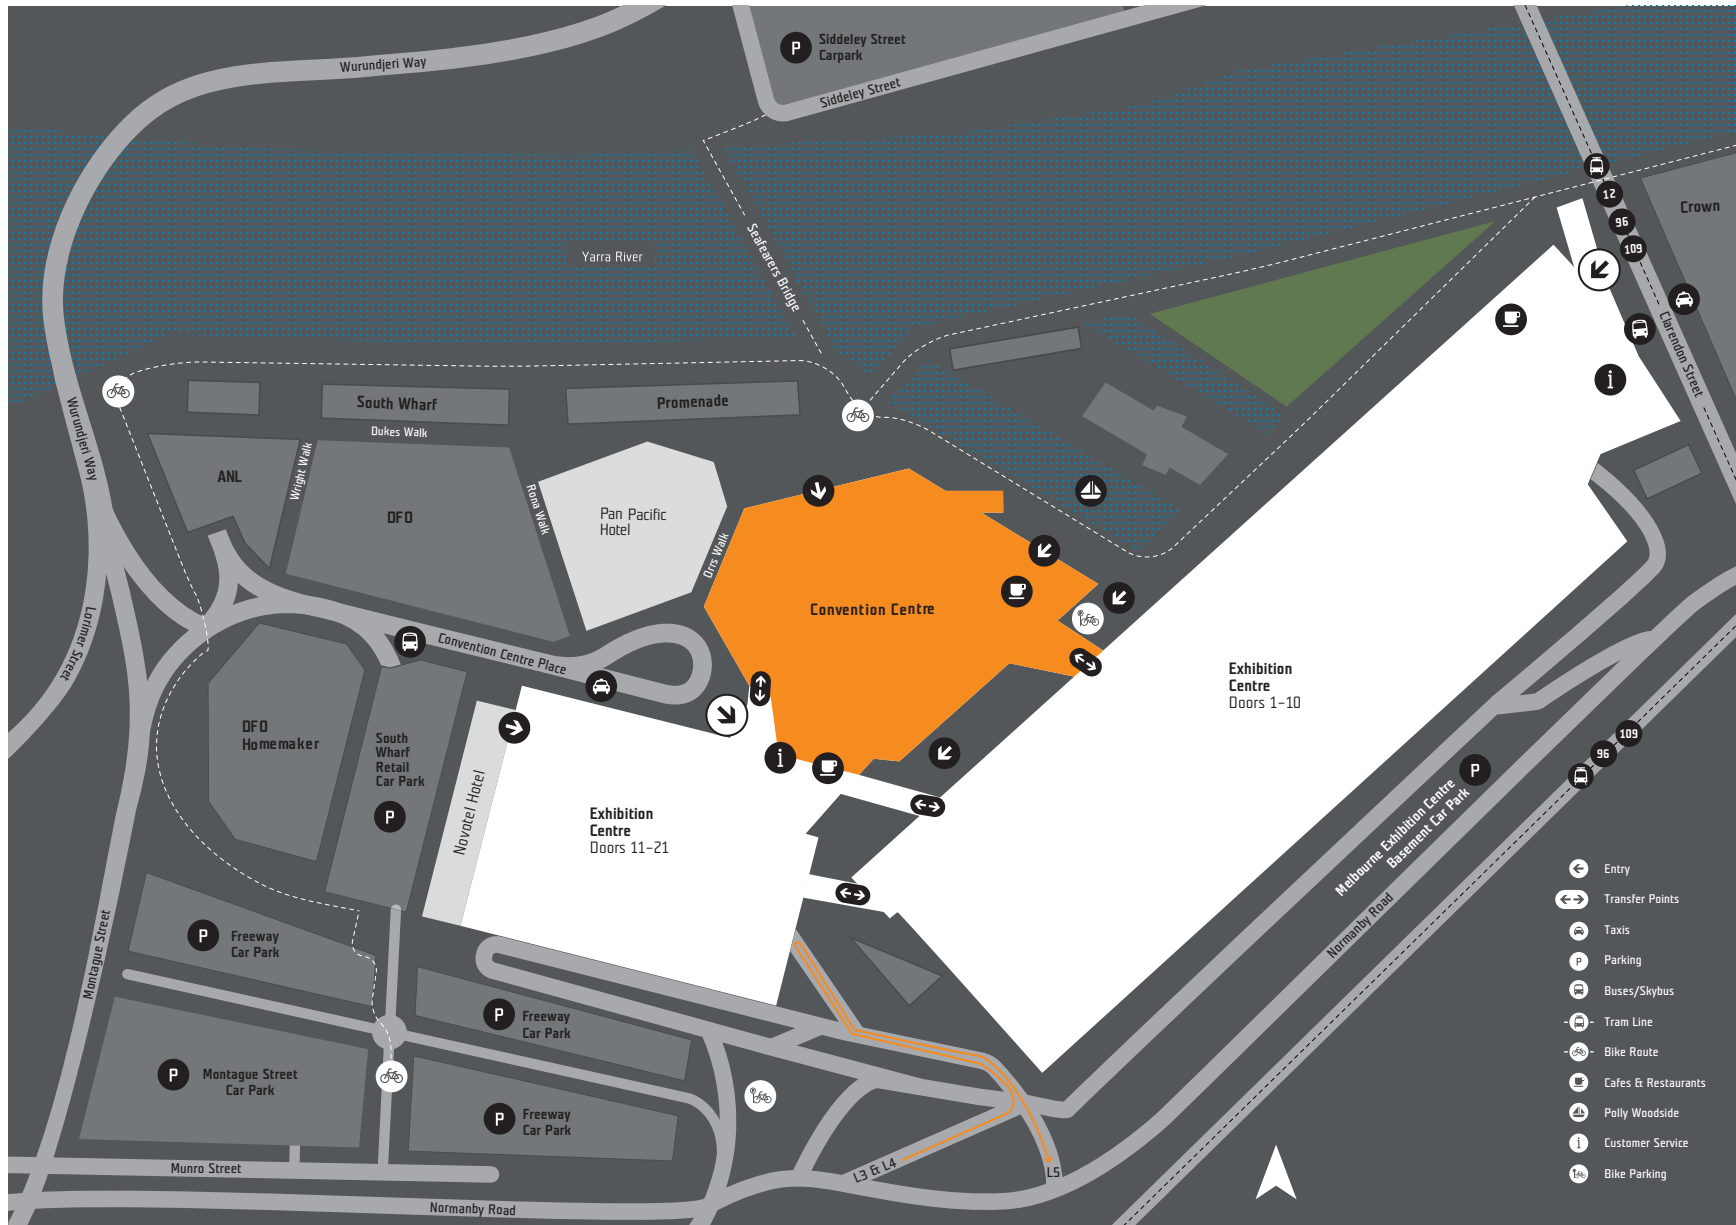 P
Siddeley Street
Carpark
Wurundjeri Way
Siddeley Street
12
96
109
Crown
Seafearers Bridge
Yarra River
Clarendon Street
i
South Wharf
Promenade
Dukes Walk
Wurundjeri Way
Wright Walk
ANL
DFO
Rona Walk
Pan Pacific
Hotel
Orrs Walk
Convention Centre
Lorimer Street
Convention Centre Place
Exhibition
Centre
Doors 1-10
DFO
Homemaker
South
Wharf
Retail
Car Park
P
i
109
96
P
Melbourne Exhibition Centre
Basement Car Park
Novotel Hotel
Exhibition
Centre
Doors 11-21
Normanby Road
Montague Street
P
Freeway
Car Park
P
Freeway
Car Park
P
Montague Street
Car Park
P
Freeway
Car Park
Munro Street
L3 & L4
L5
Normanby Road
Entry
Transfer Points
Taxis
P
Parking
Buses/Skybus
Tram Line
Bike Route
Cafes & Restaurants
Polly Woodside
i
Customer Service
Bike Parking